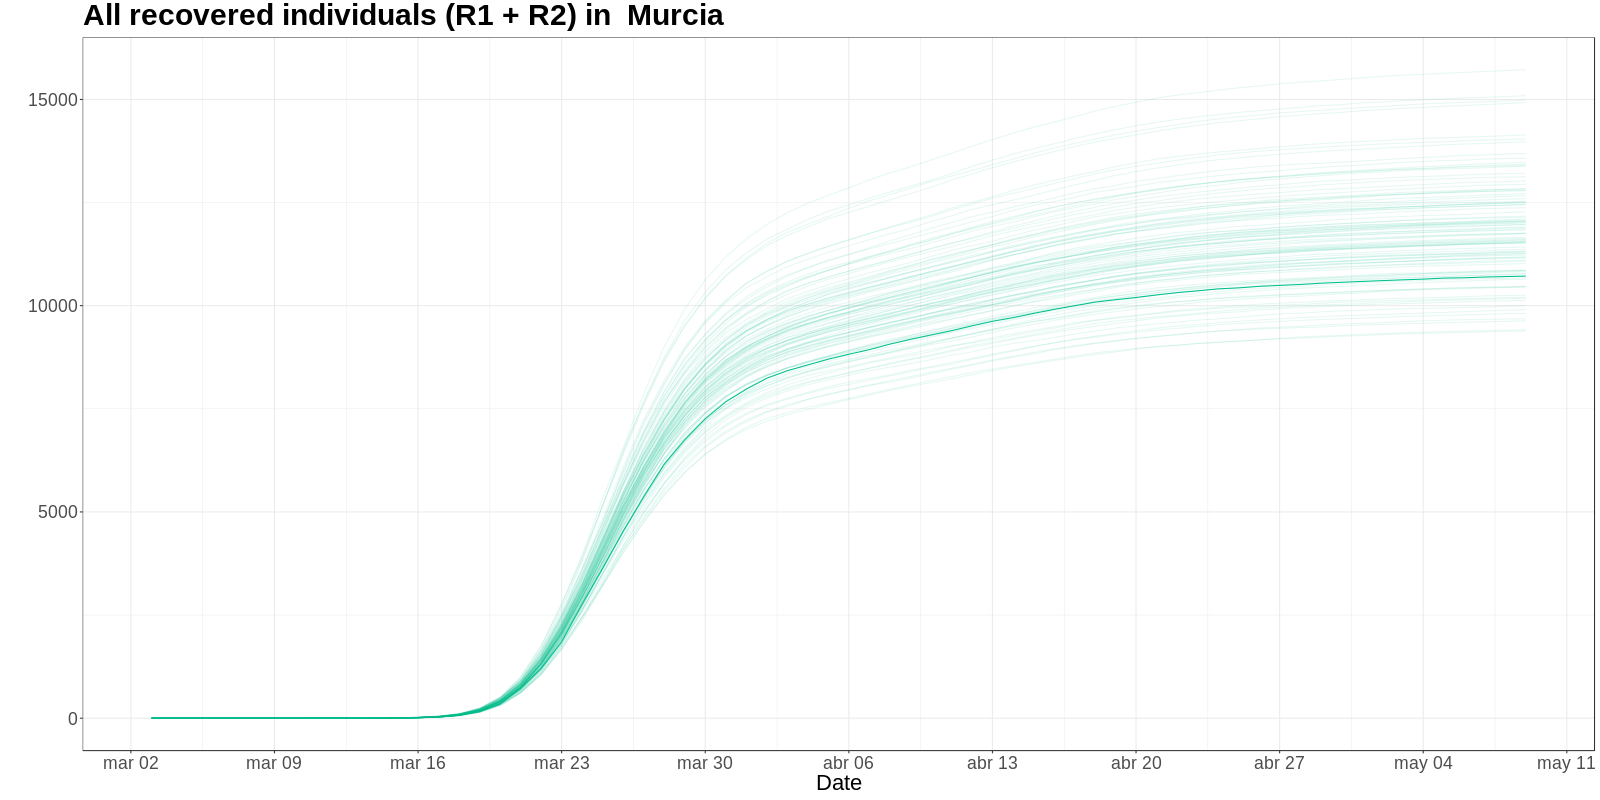 All recovered individuals (R1 + R2) in  Murcia
15000
10000
5000
0
mar 02 mar 09 mar 16 mar 23 mar 30 abr 06 abr 13 abr 20 abr 27 may 04 may 11
Date